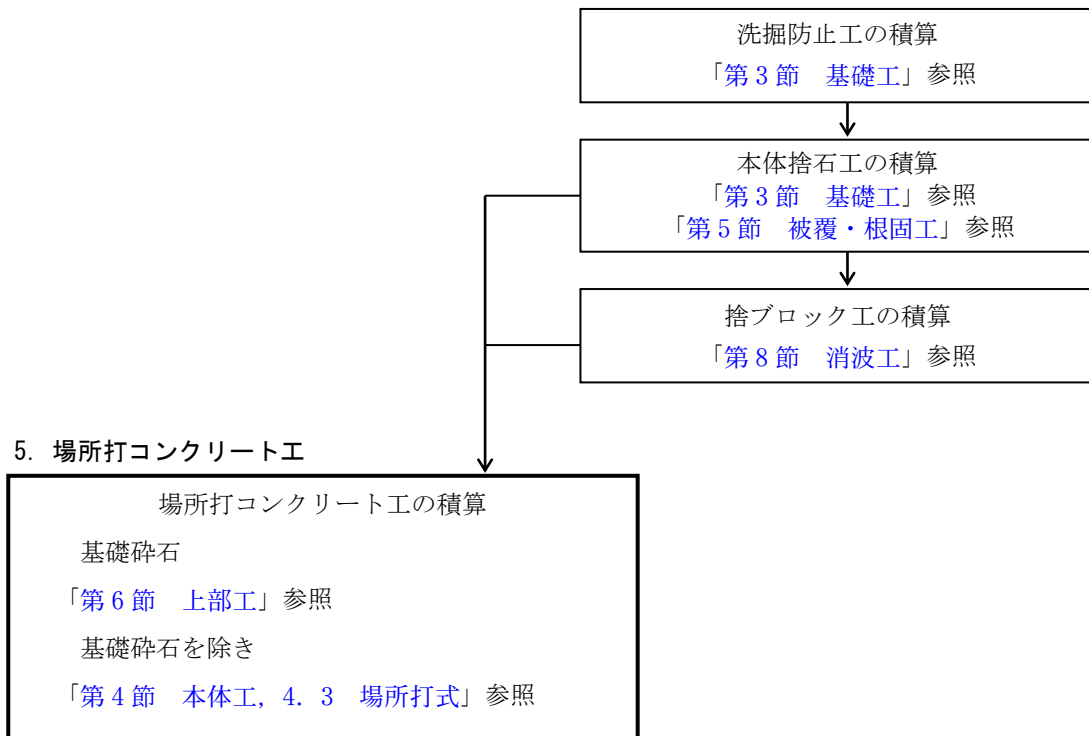 洗掘防止工の積算
「第3節　基礎工」参照
本体捨石工の積算
「第3節　基礎工」参照
「第5節　被覆・根固工」参照
捨ブロック工の積算
「第8節　消波工」参照
5. 場所打コンクリート工
場所打コンクリート工の積算
基礎砕石
「第6節　上部工」参照
基礎砕石を除き
「第4節　本体工, 4. 3　場所打式」参照